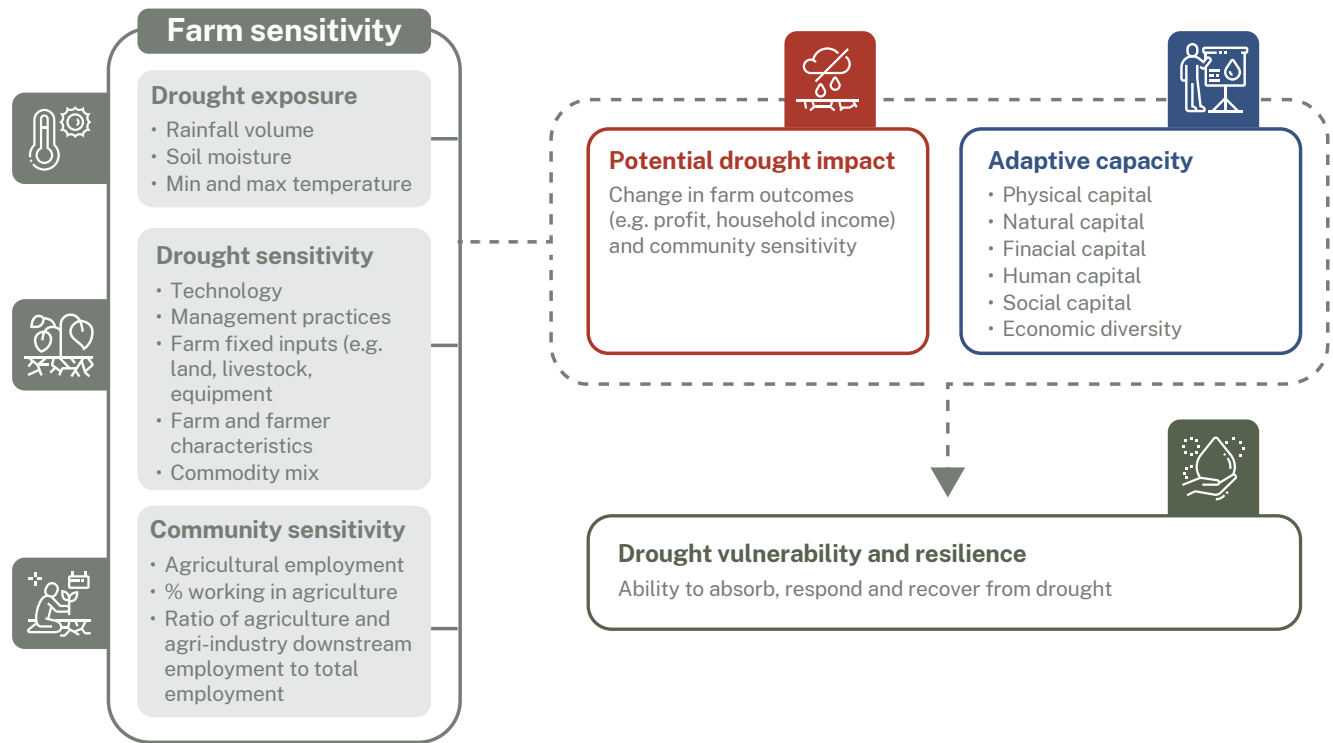 Farm sensitivity
Drought exposure
• Rainfall volume
• Soil moisture
• Min and max temperature
Drought sensitivity
• Technology
• Management practices
• Farm fixed inputs (e.g.
land, livestock,
equipment
• Farm and farmer
characteristics
• Commodity mix
Community sensitivity
• Agricultural employment
• % working in agriculture
• Ratio of agriculture and
agri-industry downstream
employment to total
employment
Potential drought impact
Change in farm outcomes
(e.g. profit, household income)
and community sensitivity
Adaptive capacity
• Physical capital
• Natural capital
• Finacial capital
• Human capital
• Social capital
• Economic diversity
Drought vulnerability and resilience
Ability to absorb, respond and recover from drought